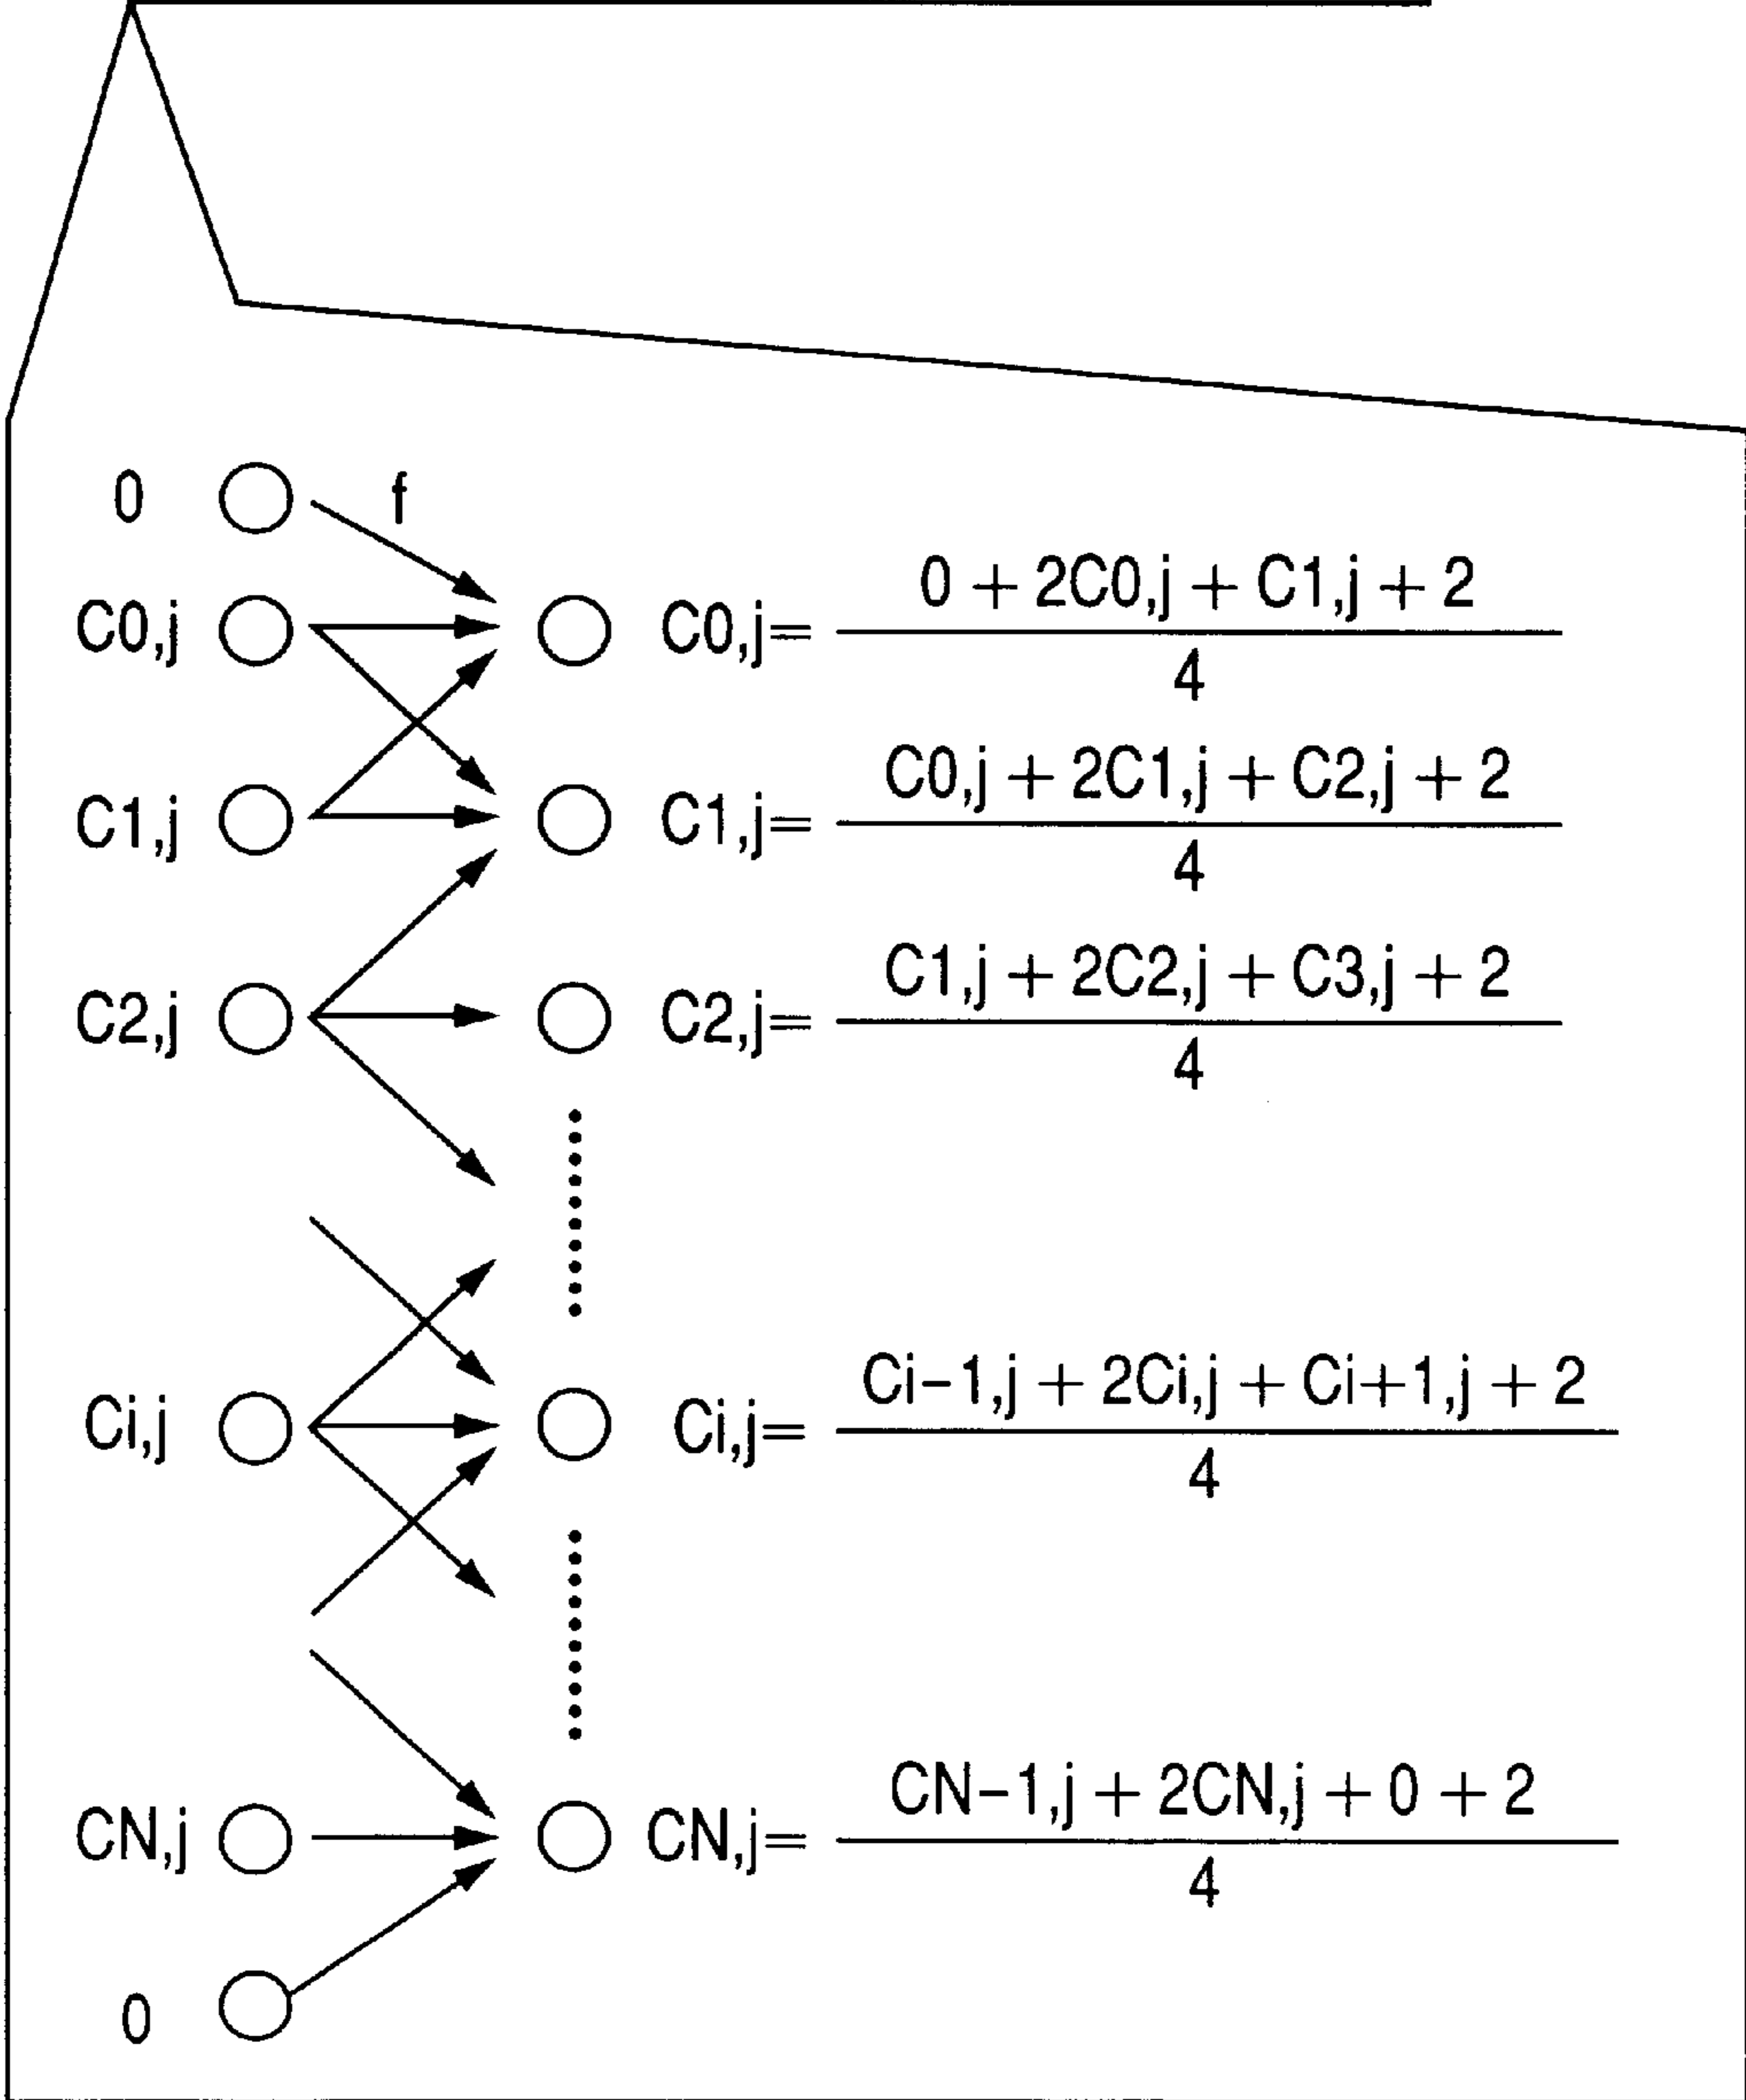 0 f
C0,j C0,j= 0 + 2C0,j + C1,j + 2
4
C1,j C1,j= C0,j + 2C1,j + C2,j + 2
4
C2,j C2,j= C1,j + 2C2,j + C3,j + 2
4
Ci,j Ci,j= Ci−1,j + 2Ci,j + Ci+1,j + 2
4
CN,j CN,j= CN−1,j + 2CN,j + 0 + 2
4
0